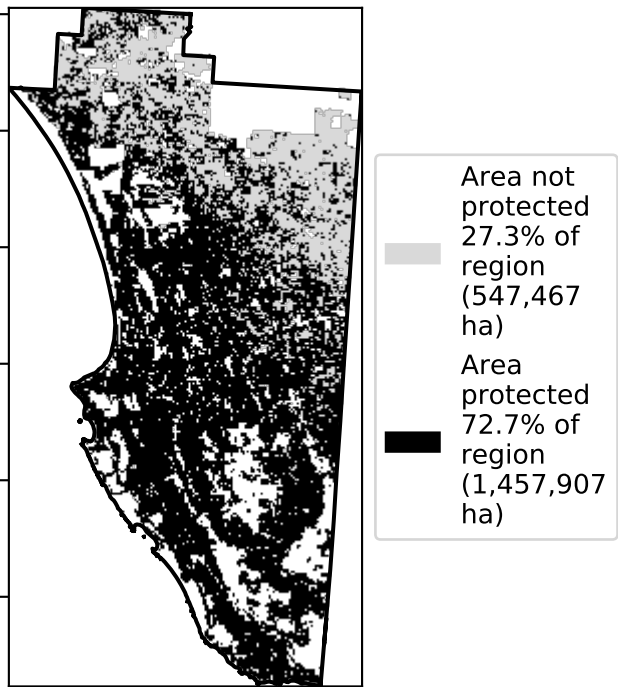 Area not
protected
27.3% of
region
(547,467
ha)
Area
protected
72.7% of
region
(1,457,907
ha)